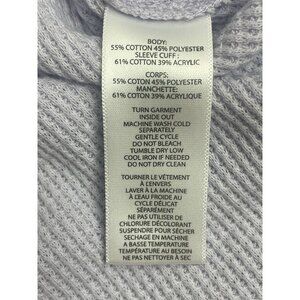 BODY:
55% COTTON 45% POLYESTER
SLEEVE CUFF :
61% COTTON 39% ACRYLIC
CORPS:
55% COTON 45% POLYESTER
MANCHETTE:
61% COTON 39% ACRYLIQUE
TURN GARMENT
INSIDE OUT
MACHINE WASH COLD
SEPARATELY
GENTLE CYCLE
DO NOT BLEACH
TUMBLE DRY LOW
COOL IRON IF NEEDED
DO NOT DRY CLEAN
TOURNER LE VÊTEMENT
À L'ENVERS
LAVER À LA MACHINE
À L'EAU FROIDE AU
CYCLE DÉLICAT
SÉPARÉMENT
NE PAS UTILISER DE
CHLORURE DÉCOLORANT
SUSPENDRE POUR SÉCHER
SECHAGE EN MACHINE
A BASSE TEMPERATURE
TEMPÉRATURE AU BESOIN
NE PAS NETTOYER À SEC